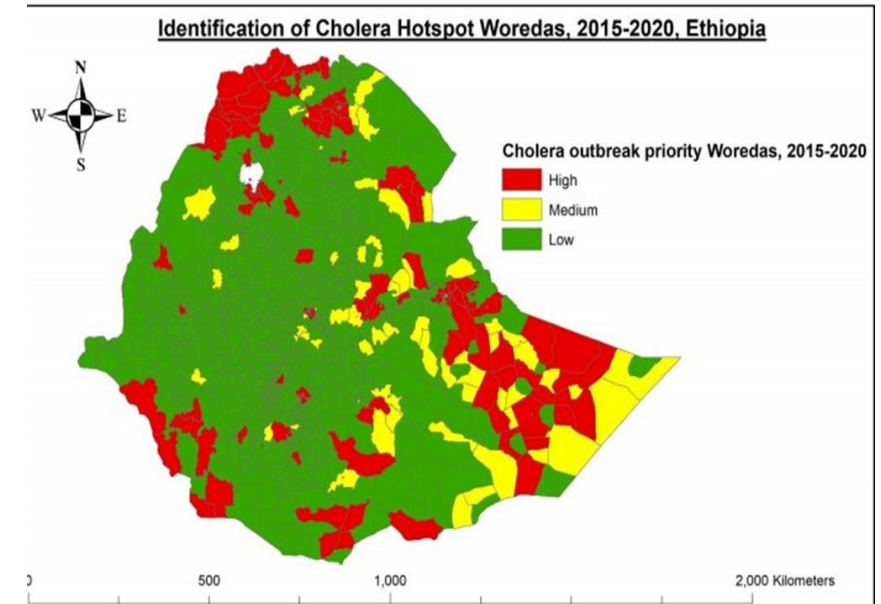 Identification of Cholera Hotspot Woredas, 2015-2020, Ethiopia
N
W E
S
Cholera outbreak priority Woredas, 2015-2020
High
Medium
Low
0 500 1,000 2,000 Kilometers